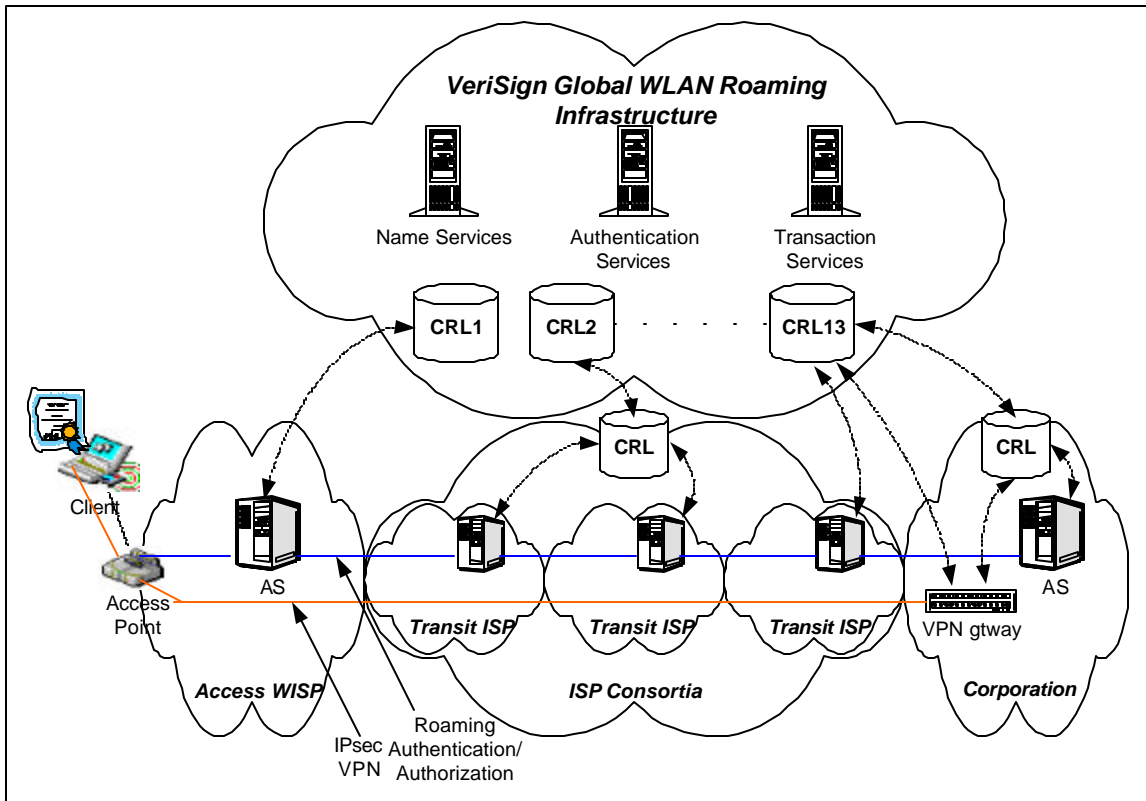 VeriSign Global WLAN Roaming
Infrastructure
Name Services
Authentication
Services
Transaction
Services
CRL1
CRL2
CRL13
CRL
CRL
Client
AS
AS
Access
Point
VPN gtway
Transit ISP
Transit ISP
Transit ISP
Access WISP
ISP Consortia
Corporation
IPsec
VPN
Roaming
Authentication/
Authorization